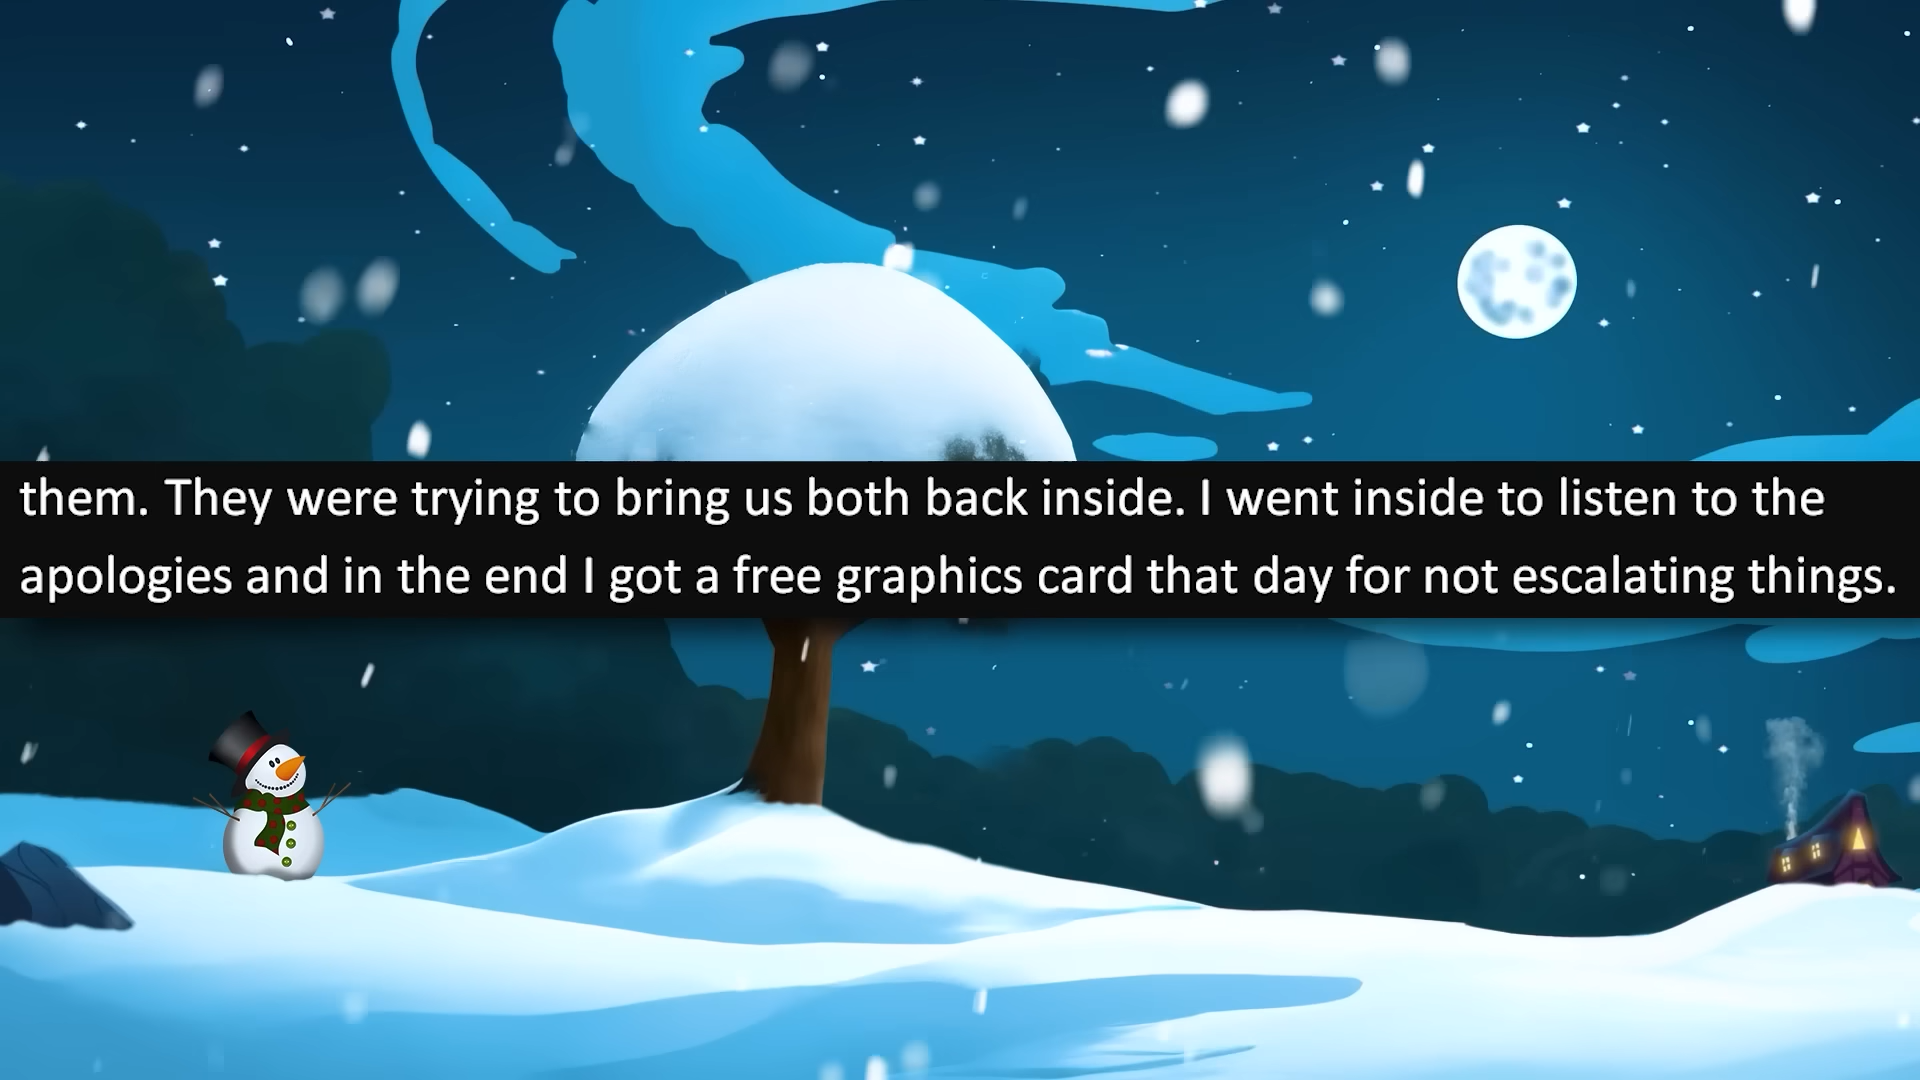 them. They were trying to bring us both back inside. I went inside to listen to the
apologies and in the end I got a free graphics card that day for not escalating things.